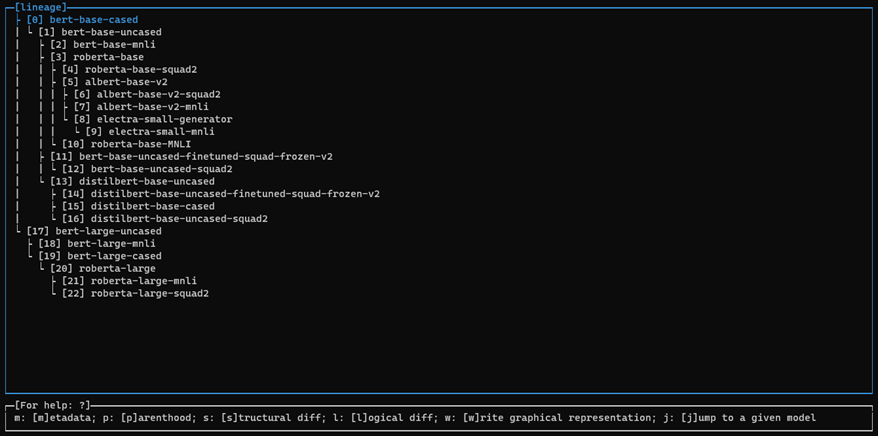 [lineage]
[0] bert-base-cased
[1] bert-base-uncased
[2] bert-base-mnli
[3] roberta-base
[4] roberta-base-squad2
[5] albert-base-v2
[6] albert-base-v2-squad2
[7] albert-base-v2-mnli
[8] electra-small-generator
[9] electra-small-mnli
[10] roberta-base-MNLI
[11] bert-base-uncased-finetuned-squad-frozen-v2
[12] bert-base-uncased-squad2
[13] distilbert-base-uncased
[14] distilbert-base-uncased-finetuned-squad-frozen-v2
[15] distilbert-base-cased
[16] distilbert-base-uncased-squad2
[17] bert-large-uncased
[18] bert-large-mnli
[19] bert-large-cased
[20] roberta-large
[21] roberta-large-mnli
[22] roberta-large-squad2
[For help: ?]
m: [m]etadata; p: [p]arenthood; s: [s]tructural diff; l: [l]ogical diff; w: [w]rite graphical representation; j: [j]ump to a given model